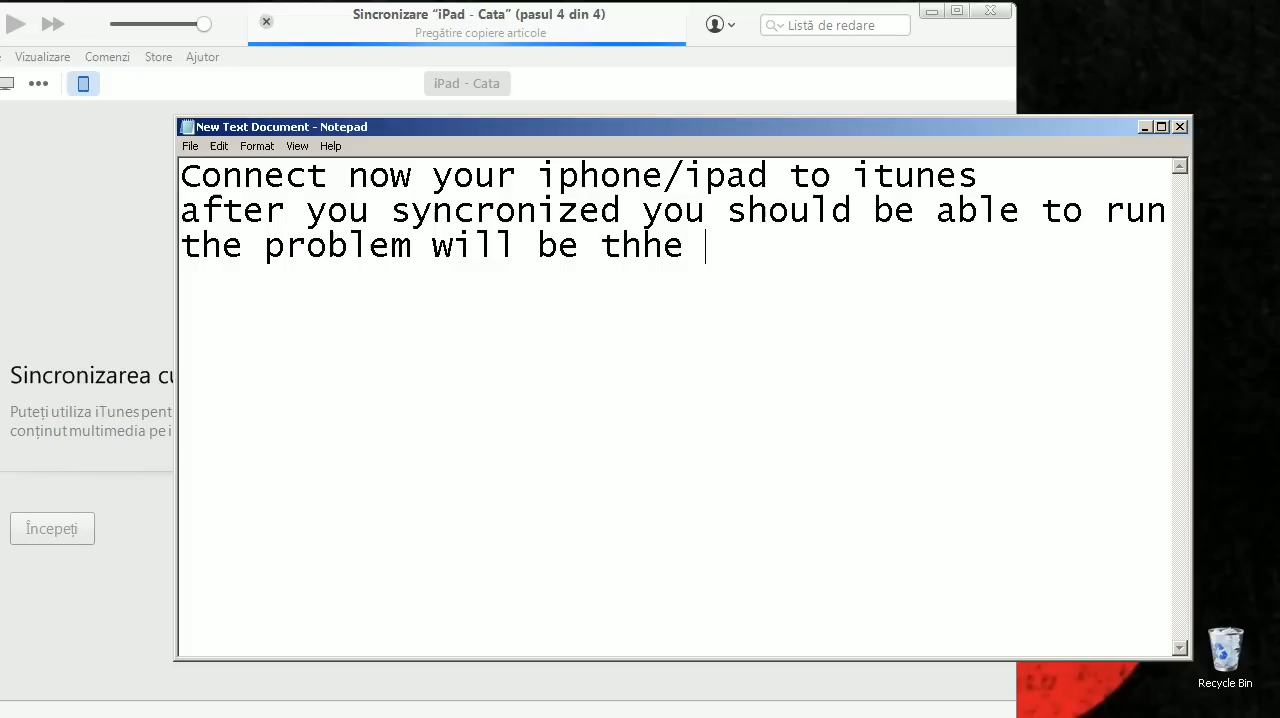 Sincronizare “iPad - Cata” (pasul 4 din 4)
Pregătire copiere articole
Listă de redare
Vizualizare Comenzi Store Ajutor
iPad - Cata
New Text Document - Notepad
File Edit Format View Help
Connect now your iphone/ipad to itunes
after you syncronized you should be able to run
the problem will be thhe
Sincronizarea cu
Puteți utiliza iTunes pent
conținut multimedia pe i
Începeți
Recycle Bin